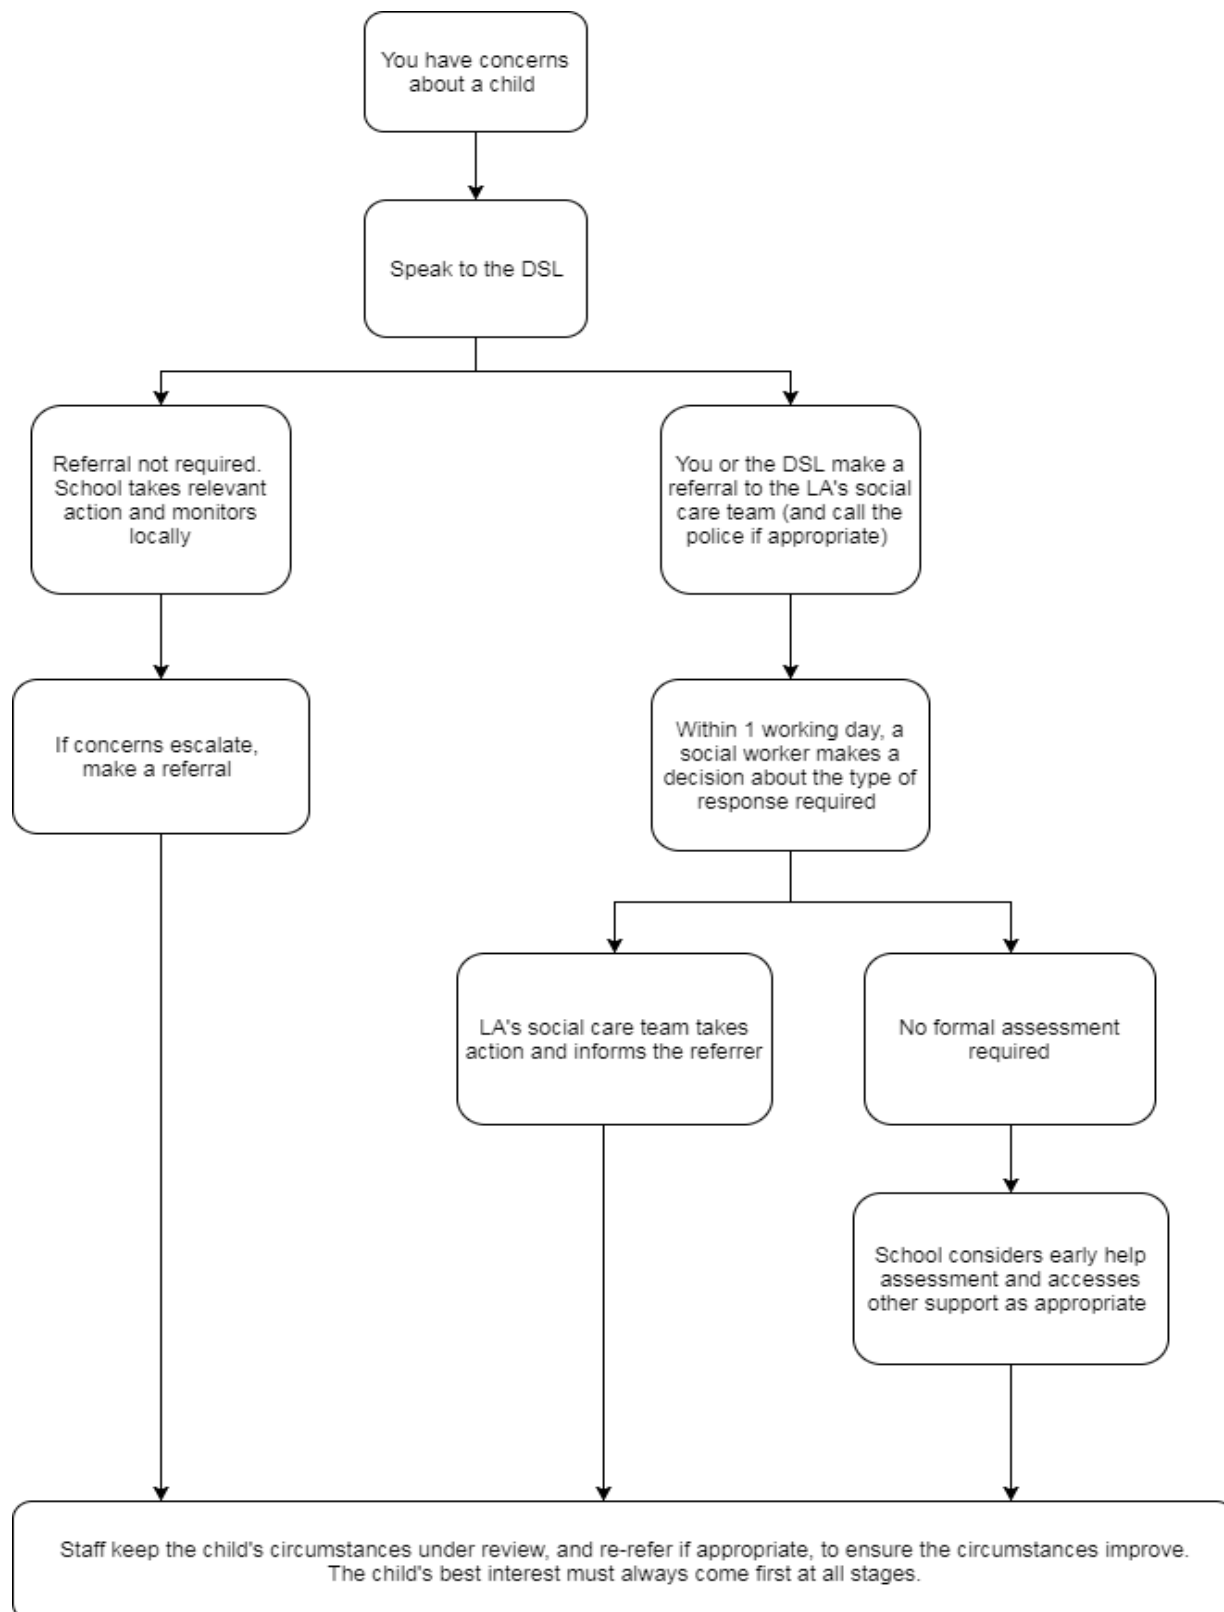 You have concerns
about a child
Speak to the DSL
Referral not required.
School takes relevant
action and monitors
locally
You or the DSL make a
referral to the LA's social
care team (and call the
police if appropriate)
If concerns escalate,
make a referral
Within 1 working day, a
social worker makes a
decision about the type of
response required
LA's social care team takes
action and informs the referrer
No formal assessment
required
School considers early help
assessment and accesses
other support as appropriate
Staff keep the child's circumstances under review, and re-refer if appropriate, to ensure the circumstances improve.
The child's best interest must always come first at all stages.